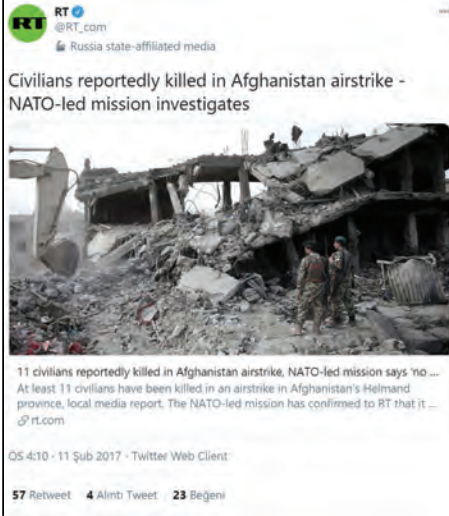 RT
RT
@RT_com
Russia state-affiliated media
Civilians reportedly killed in Afghanistan airstrike -
NATO-led mission investigates
11 civilians reportedly killed in Afghanistan airstrike, NATO-led mission says 'no ...
At least 11 civilians have been killed in an airstrike in Afghanistan's Helmand
province, local media report. The NATO-led mission has confirmed to RT that it ...
rt.com
ÖS 4:10 · 11 Şub 2017 · Twitter Web Client
57 Retweet 4 Alıntı Tweet 23 Beğeni